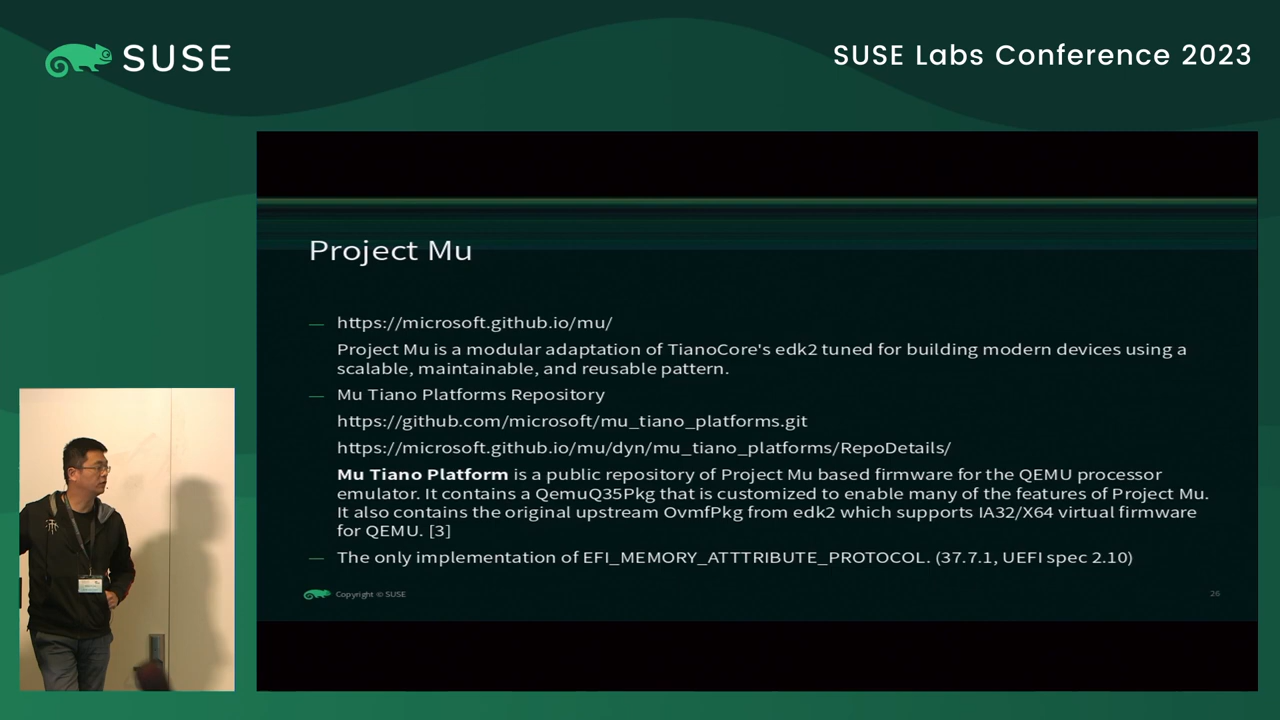 SUSE
SUSE Labs Conference 2023
Project Mu
— https://microsoft.github.io/mu/
Project Mu is a modular adaptation of TianoCore's edk2 tuned for building modern devices using a
scalable, maintainable, and reusable pattern.
— Mu Tiano Platforms Repository
https://github.com/microsoft/mu_tiano_platforms.git
https://microsoft.github.io/mu/dyn/mu_tiano_platforms/RepoDetails/
Mu Tiano Platform is a public repository of Project Mu based firmware for the QEMU processor
emulator. It contains a QemuQ35Pkg that is customized to enable many of the features of Project Mu.
It also contains the original upstream OvmfPkg from edk2 which supports IA32/X64 virtual firmware
for QEMU. [3]
— The only implementation of EFI_MEMORY_ATTTRIBUTE_PROTOCOL. (37.7.1, UEFI spec 2.10)
Copyright © SUSE
26